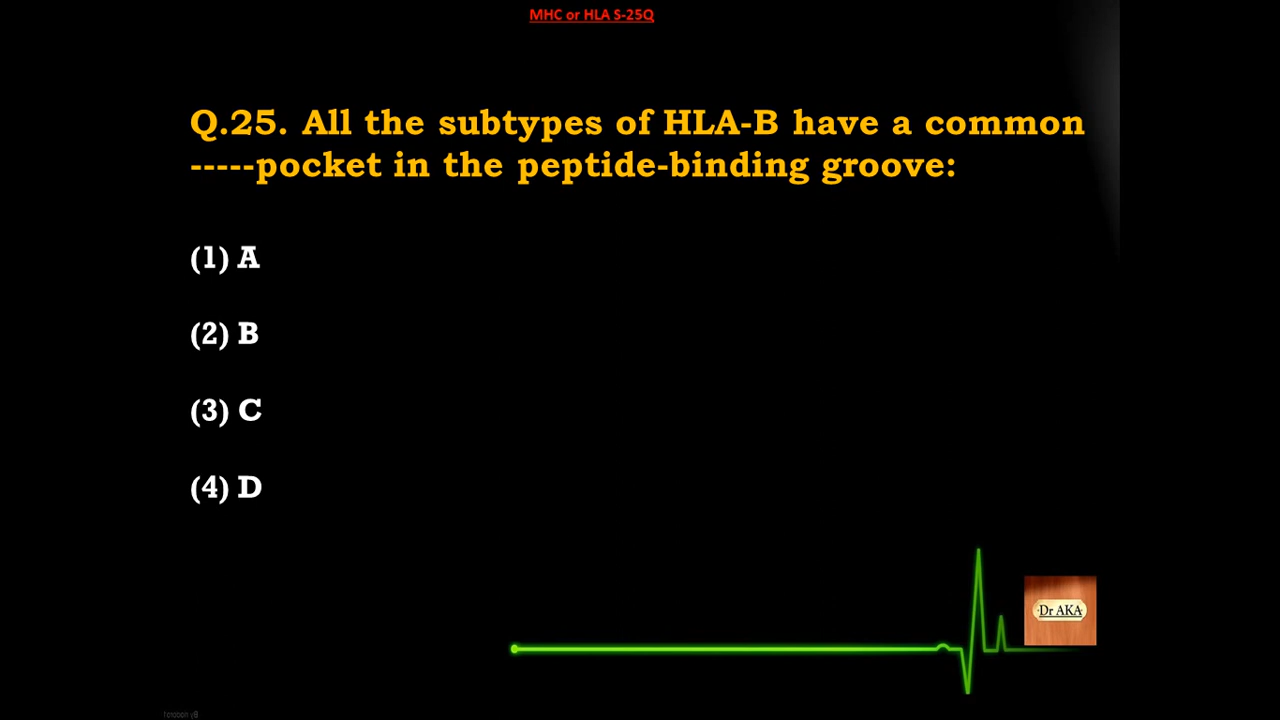 MHC or HLA S-25Q
Q.25. All the subtypes of HLA-B have a common
-----pocket in the peptide-binding groove:
(1) A
(2) B
(3) C
(4) D
Dr AKA